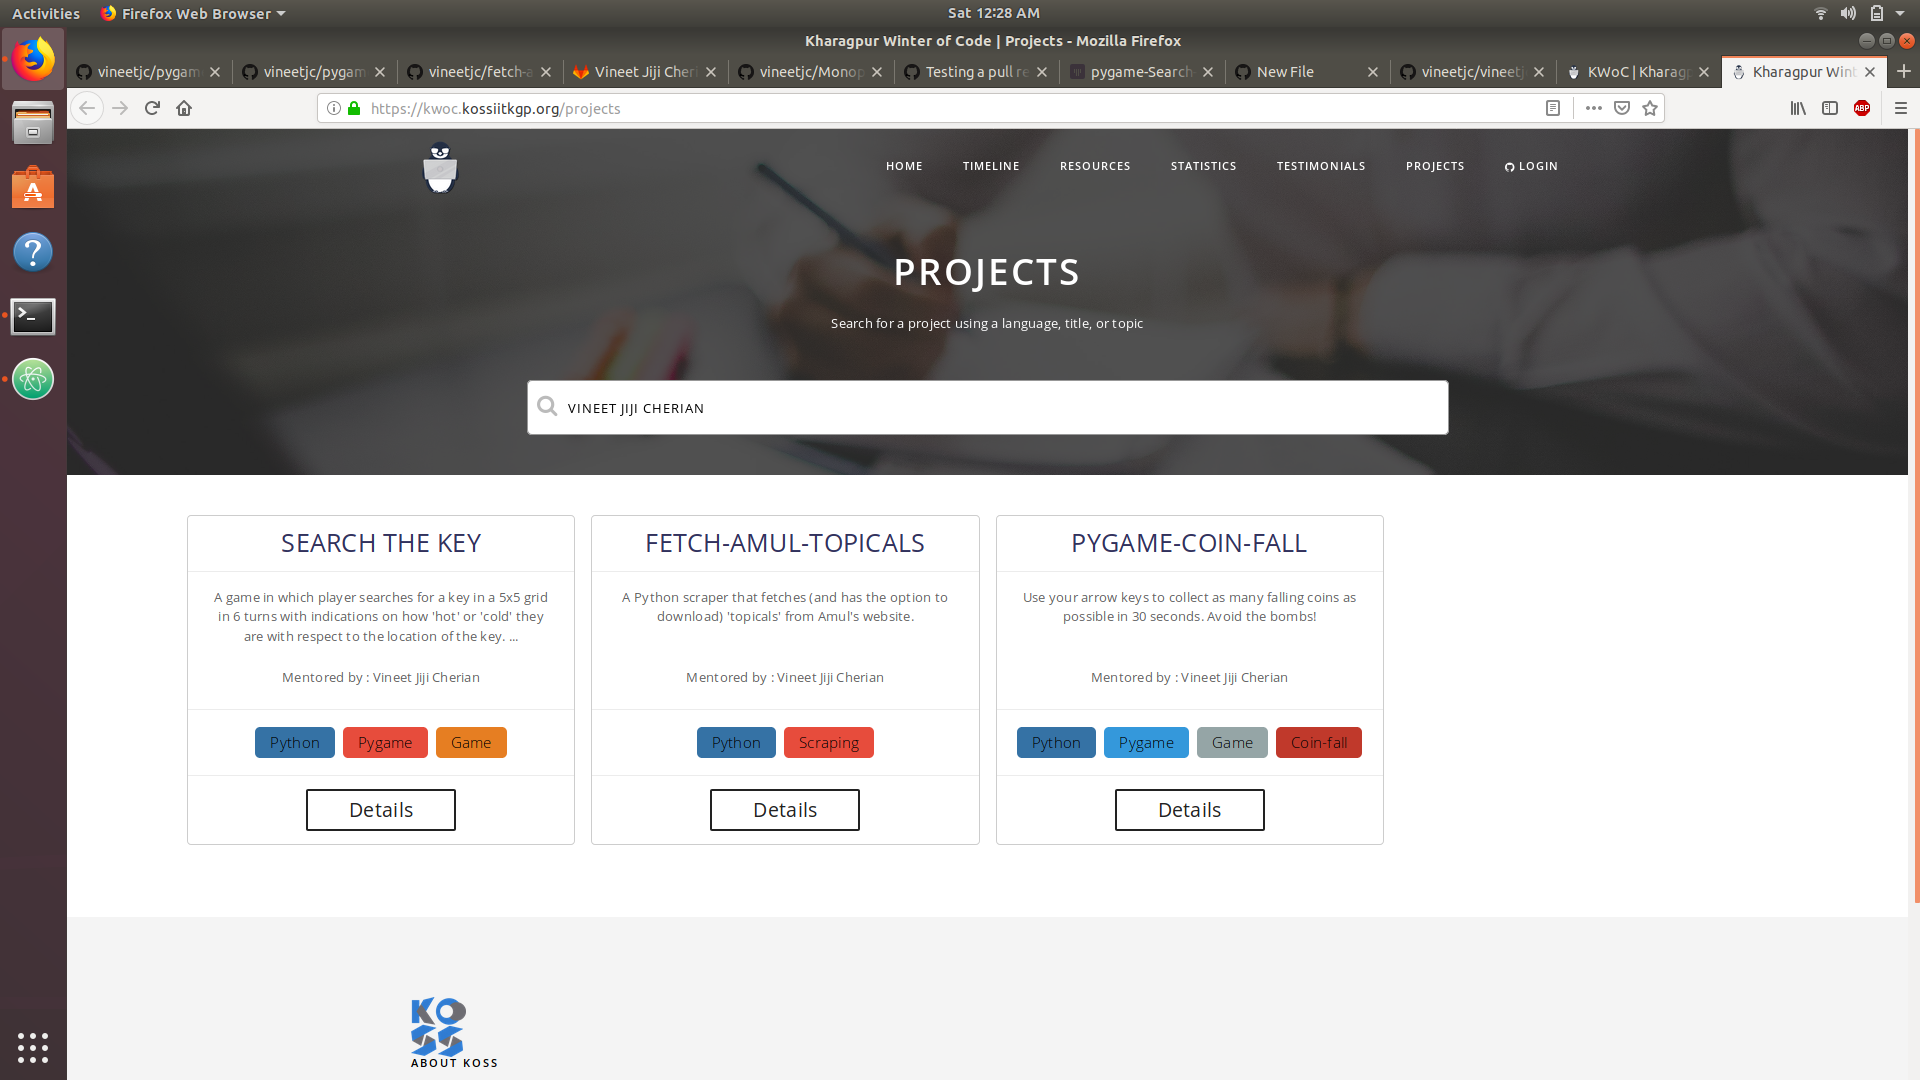 Activities
Firefox Web Browser
Sat 12:28 AM
Kharagpur Winter of Code | Projects - Mozilla Firefox
vineetjc/pygam
vineetjc/pygam
vineetjc/fetch-a
Vineet Jiji Cheri
vineetjc/Monop
Testing a pull re
pygame-Search-
New File
vineetjc/vineetj
KWoC | Kharagp
Kharagpur Wint
https://kwoc.kossiitkgp.org/projects
ABP
HOME
TIMELINE
RESOURCES
STATISTICS
TESTIMONIALS
PROJECTS
LOGIN
PROJECTS
Search for a project using a language, title, or topic
VINEET JIJI CHERIAN
SEARCH THE KEY
A game in which player searches for a key in a 5x5 grid
in 6 turns with indications on how 'hot' or 'cold' they
are with respect to the location of the key. ...
Mentored by : Vineet Jiji Cherian
Python
Pygame
Game
Details
FETCH-AMUL-TOPICALS
A Python scraper that fetches (and has the option to
download) 'topicals' from Amul's website.
Mentored by : Vineet Jiji Cherian
Python
Scraping
Details
PYGAME-COIN-FALL
Use your arrow keys to collect as many falling coins as
possible in 30 seconds. Avoid the bombs!
Mentored by : Vineet Jiji Cherian
Python
Pygame
Game
Coin-fall
Details
KOSS
ABOUT KOSS